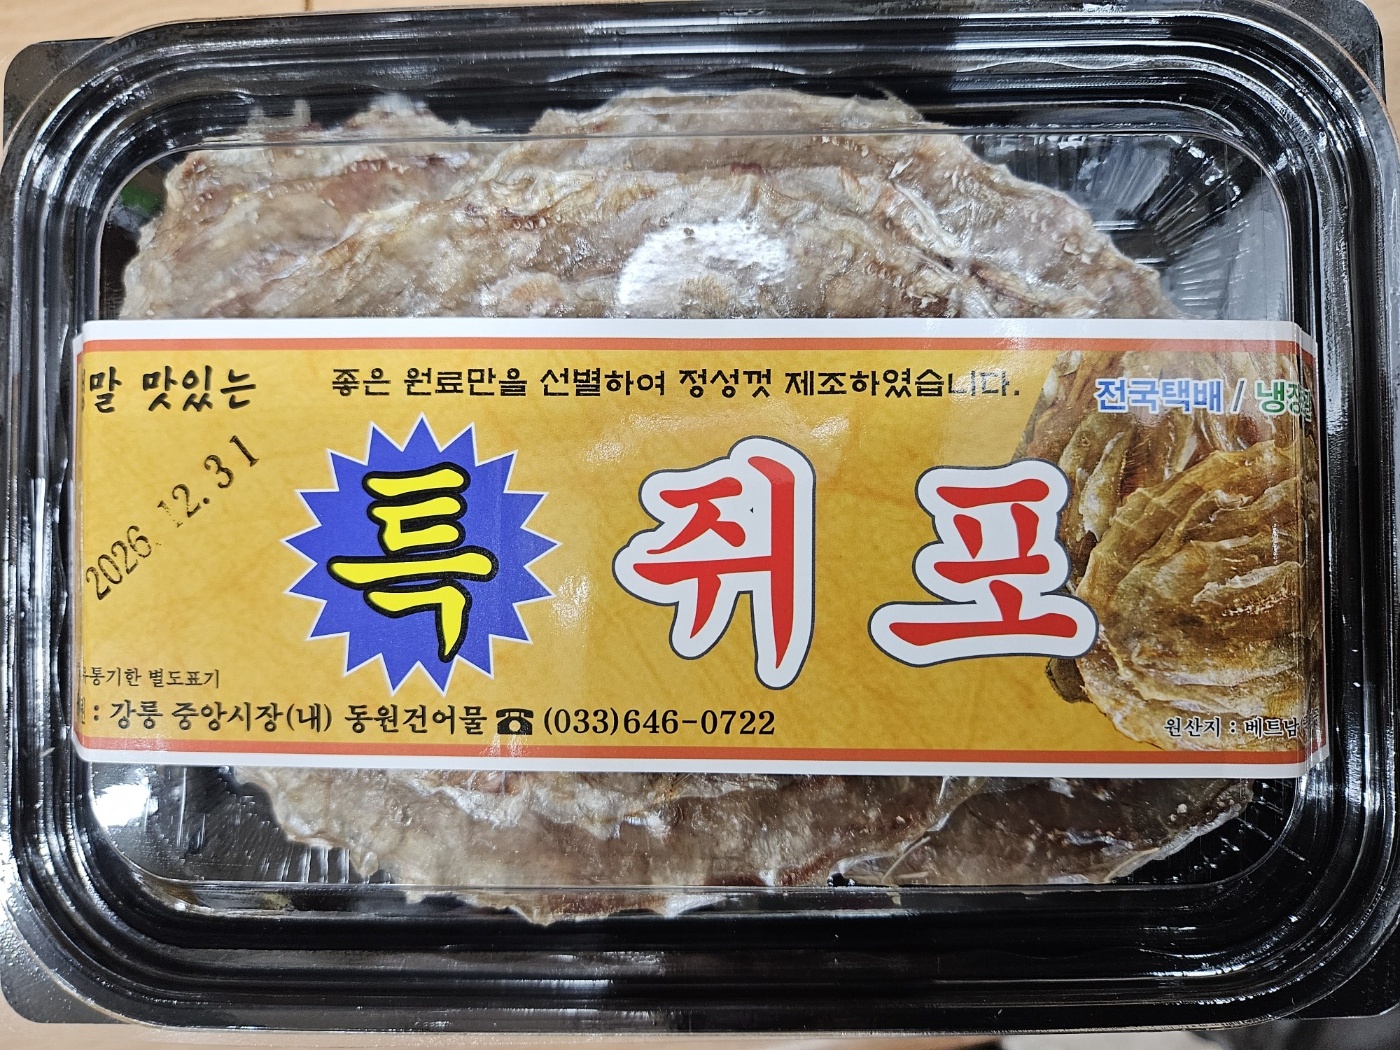 맛있는
좋은 원료만을 선별하여 정성껏 제조하였습니다.
전국택배 /
2026. 12. 31
특 쥐 포
통기한 별도표기
: 강릉 중앙시장(내) 동원건어물 ☎ (033)646-0722
원산지 : 베트남